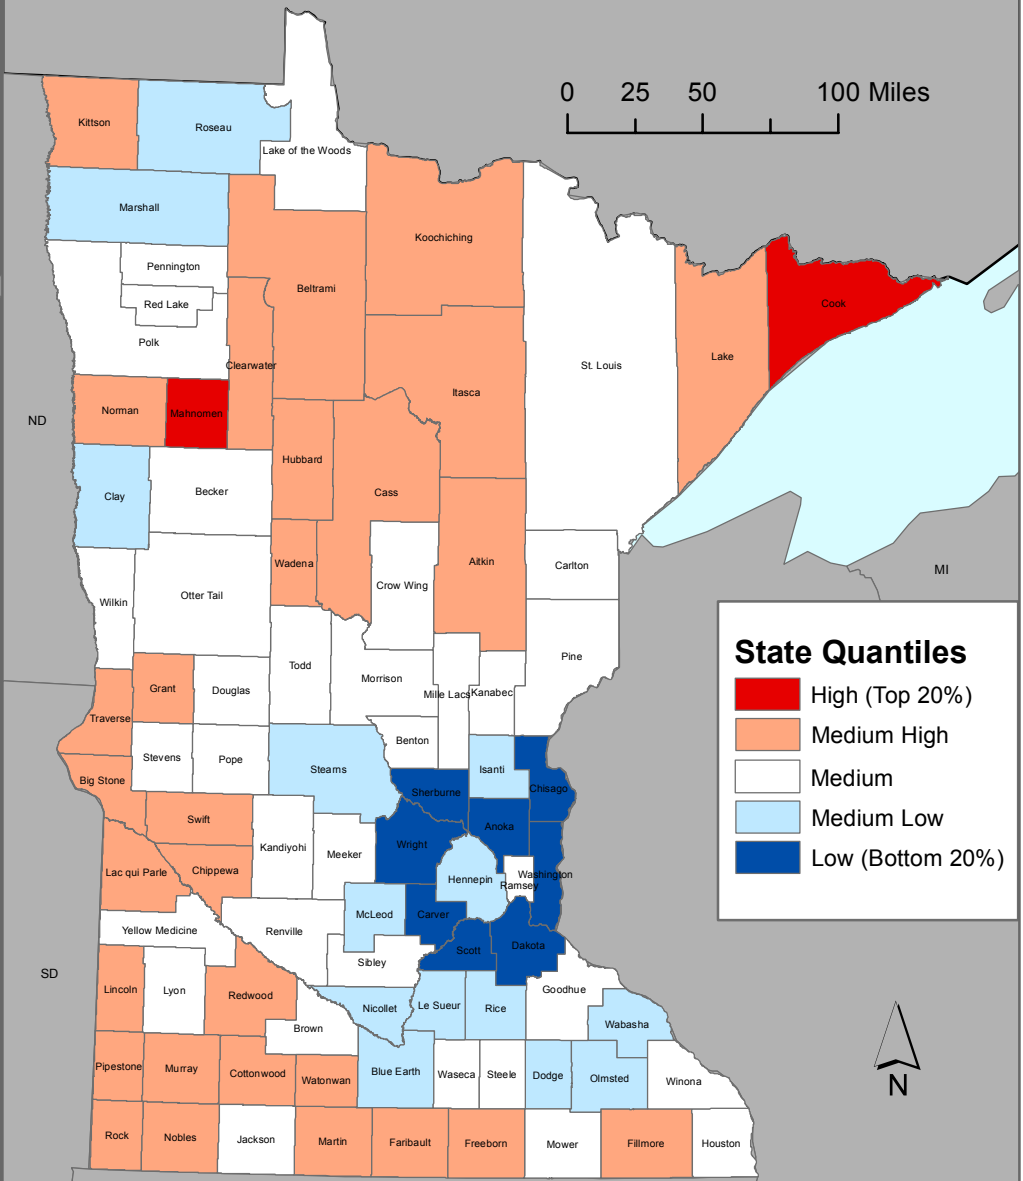 0 25 50 100 Miles
Kittson
Roseau
Lake of the Woods
Marshall
Koochiching
Pennington
Beltrami
Red Lake
Cook
Polk
Lake
Clearwater
St. Louis
Itasca
Norman
Mahnomen
ND
Hubbard
Becker
Cass
Clay
Aitkin
Wadena
Carlton
MI
Crow Wing
Otter Tail
Wilkin
Pine
Todd
Morrison
Grant
Douglas
Mille Lacs
Kanabec
Traverse
Benton
Stevens
Pope
Stearns
Isanti
Big Stone
Chisago
Sherburne
Swift
Anoka
Wright
Kandiyohi
Meeker
Lac qui Parle
Chippewa
Washington
Hennepin
Ramsey
McLeod
Carver
Yellow Medicine
Renville
Dakota
Scott
Sibley
SD
Lincoln
Lyon
Redwood
Goodhue
Le Sueur
Rice
Nicollet
Wabasha
Brown
Pipestone
Murray
Cottonwood
Watonwan
Blue Earth
Waseca
Steele
Dodge
Olmsted
Winona
Rock
Nobles
Jackson
Martin
Faribault
Freeborn
Mower
Fillmore
Houston
State Quantiles
High (Top 20%)
Medium High
Medium
Medium Low
Low (Bottom 20%)
N